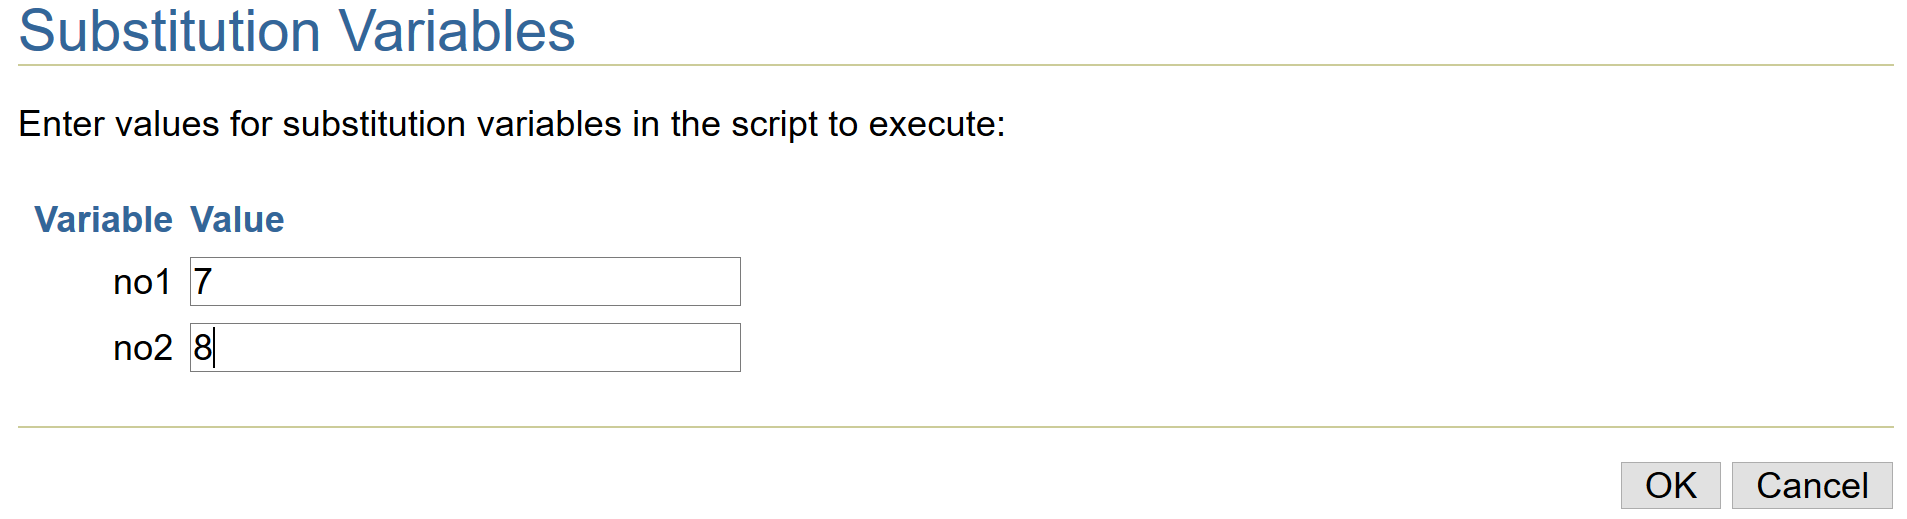 Substitution Variables
Enter values for substitution variables in the script to execute:
Variable Value
no1 7
no2 8
OK Cancel